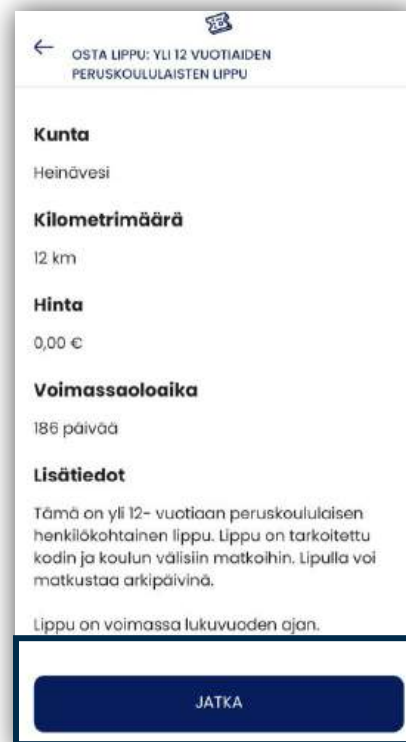 OSTA LIPPU: YLI 12 VUOTIAIDEN
PERUSKOULULAISTEN LIPPU
Kunta
Heinävesi
Kilometrimäärä
12 km
Hinta
0,00 €
Voimassaoloaika
186 päivää
Lisätiedot
Tämä on yli 12- vuotiaan peruskoululaisen
henkilökohtainen lippu. Lippu on tarkoitettu
kodin ja koulun välisiin matkoihin. Lipulla voi
matkustaa arkipäivinä.
Lippu on voimassa lukuvuoden ajan.
JATKA